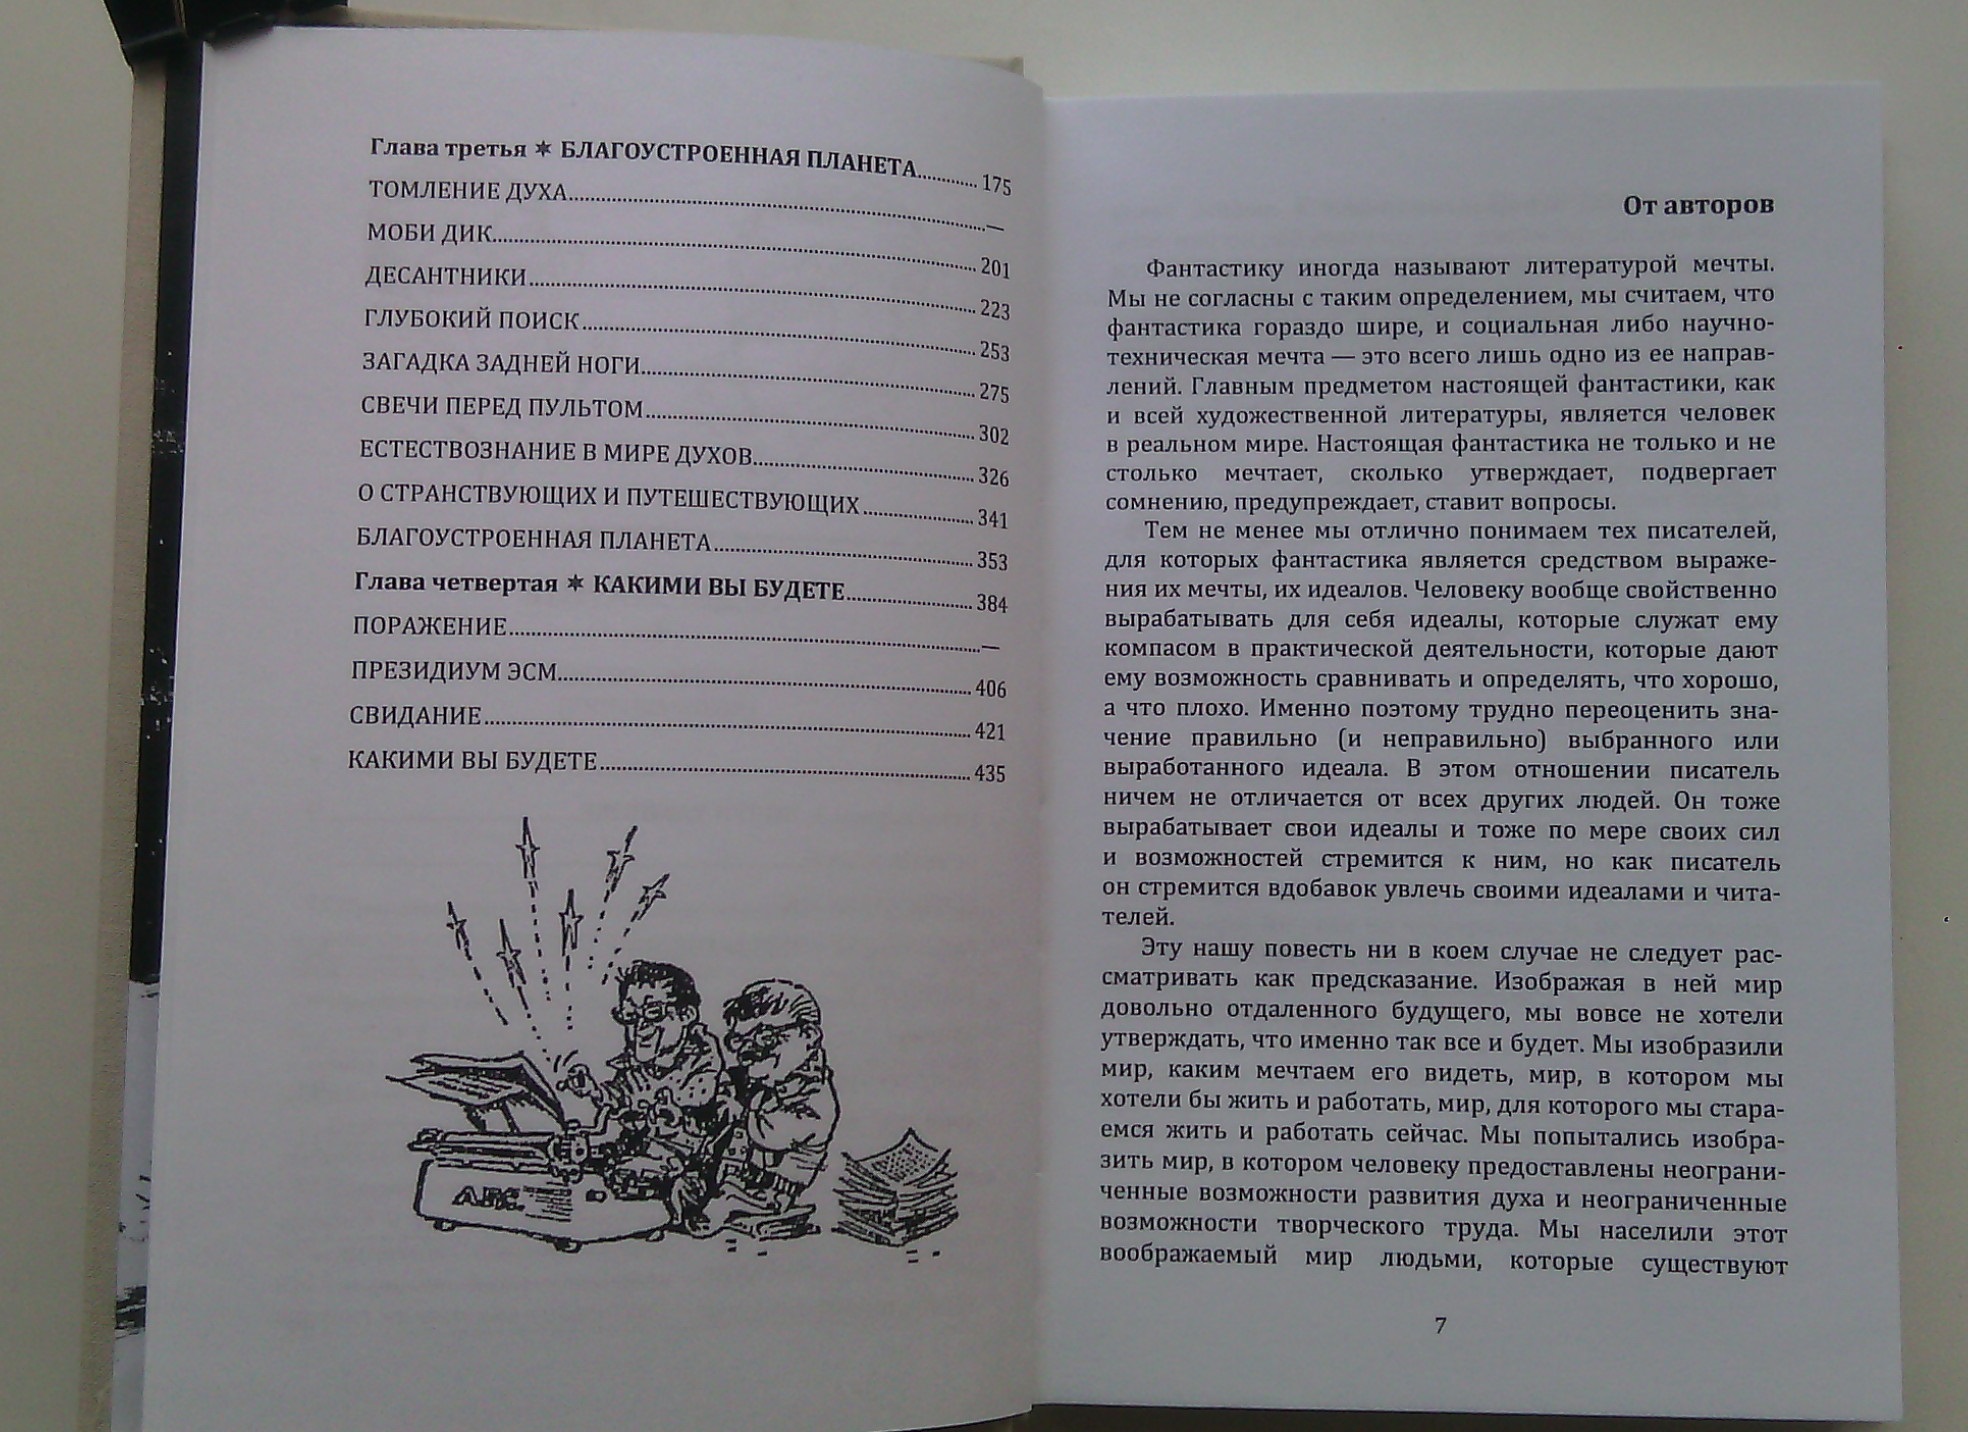 Глава третья ✶ БЛАГОУСТРОЕННАЯ ПЛАНЕТА............ 175
ТОМЛЕНИЕ ДУХА............—
МОБИ ДИК............ 201
ДЕСАНТНИКИ............ 223
ГЛУБОКИЙ ПОИСК............ 253
ЗАГАДКА ЗАДНЕЙ НОГИ............ 275
СВЕЧИ ПЕРЕД ПУЛЬТОМ............ 302
ЕСТЕСТВОЗНАНИЕ В МИРЕ ДУХОВ............ 326
О СТРАНСТВУЮЩИХ И ПУТЕШЕСТВУЮЩИХ............ 341
БЛАГОУСТРОЕННАЯ ПЛАНЕТА............ 353
Глава четвертая ✶ КАКИМИ ВЫ БУДЕТЕ............ 384
ПОРАЖЕНИЕ............—
ПРЕЗИДИУМ ЭСМ............ 406
СВИДАНИЕ............ 421
КАКИМИ ВЫ БУДЕТЕ............ 435
АБС
От авторов
Фантастику иногда называют литературой мечты.
Мы не согласны с таким определением, мы считаем, что
фантастика гораздо шире, и социальная либо научно-
техническая мечта — это всего лишь одно из ее направ-
лений. Главным предметом настоящей фантастики, как
и всей художественной литературы, является человек
в реальном мире. Настоящая фантастика не только и не
столько мечтает, сколько утверждает, подвергает
сомнению, предупреждает, ставит вопросы.
Тем не менее мы отлично понимаем тех писателей,
для которых фантастика является средством выраже-
ния их мечты, их идеалов. Человеку вообще свойственно
вырабатывать для себя идеалы, которые служат ему
компасом в практической деятельности, которые дают
ему возможность сравнивать и определять, что хорошо,
а что плохо. Именно поэтому трудно переоценить зна-
чение правильно (и неправильно) выбранного или
выработанного идеала. В этом отношении писатель
ничем не отличается от всех других людей. Он тоже
вырабатывает свои идеалы и тоже по мере своих сил
и возможностей стремится к ним, но как писатель
он стремится вдобавок увлечь своими идеалами и чита-
телей.
Эту нашу повесть ни в коем случае не следует рас-
сматривать как предсказание. Изображая в ней мир
довольно отдаленного будущего, мы вовсе не хотели
утверждать, что именно так все и будет. Мы изобразили
мир, каким мечтаем его видеть, мир, в котором мы
хотели бы жить и работать, мир, для которого мы стара-
емся жить и работать сейчас. Мы попытались изобра-
зить мир, в котором человеку предоставлены неограни-
ченные возможности развития духа и неограниченные
возможности творческого труда. Мы населили этот
воображаемый мир людьми, которые существуют
7